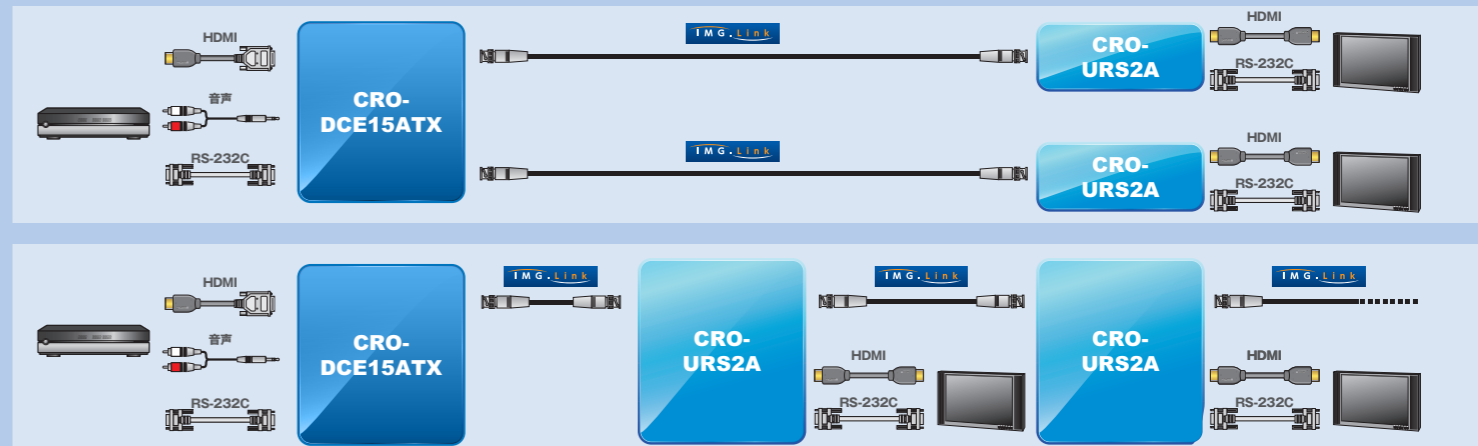 HDMI
音声
RS-232C
CRO-
DCE15ATX
IMG.Link
CRO-
URS2A
HDMI
RS-232C
IMG.Link
CRO-
URS2A
HDMI
RS-232C
HDMI
音声
RS-232C
CRO-
DCE15ATX
IMG.Link
CRO-
URS2A
IMG.Link
HDMI
RS-232C
CRO-
URS2A
IMG.Link
HDMI
RS-232C